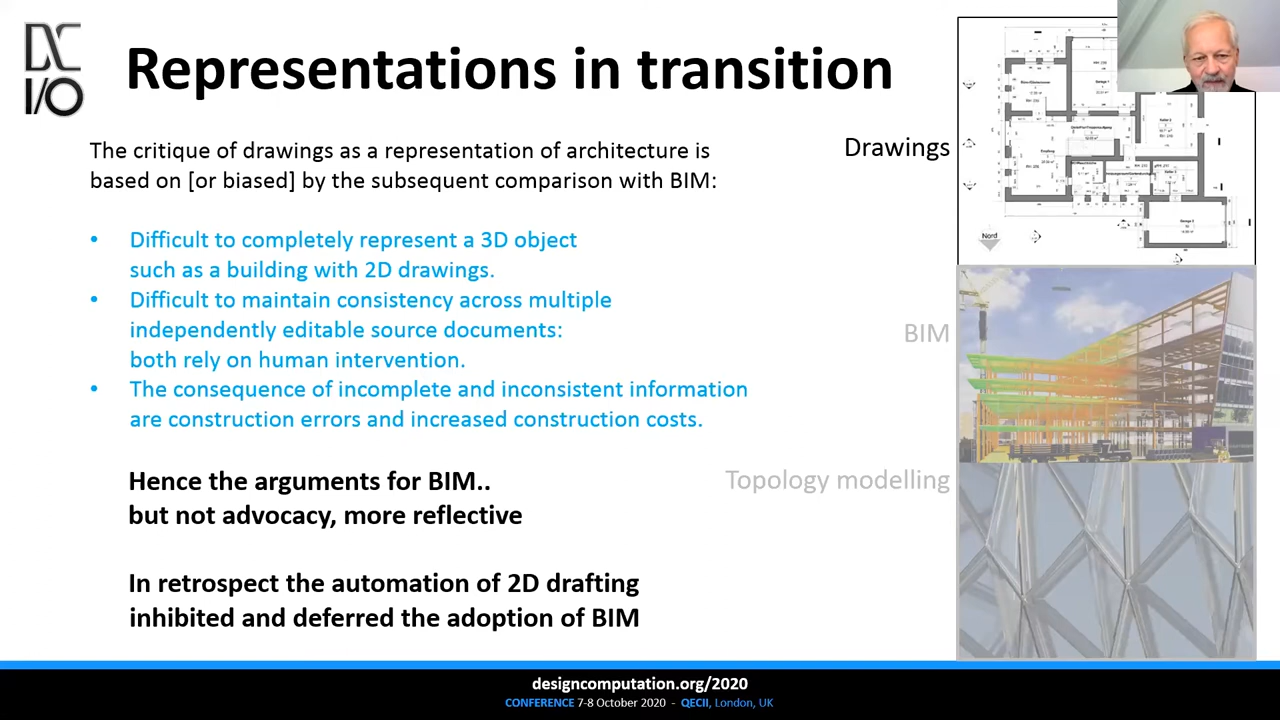 DC
I/O
Representations in transition
The critique of drawings as a representation of architecture is
based on [or biased] by the subsequent comparison with BIM:
• Difficult to completely represent a 3D object
such as a building with 2D drawings.
• Difficult to maintain consistency across multiple
independently editable source documents:
both rely on human intervention.
• The consequence of incomplete and inconsistent information
are construction errors and increased construction costs.
Hence the arguments for BIM..
but not advocacy, more reflective
In retrospect the automation of 2D drafting
inhibited and deferred the adoption of BIM
Drawings
Nord
BIM
Topology modelling
designcomputation.org/2020
CONFERENCE 7-8 October 2020 - QECII, London, UK